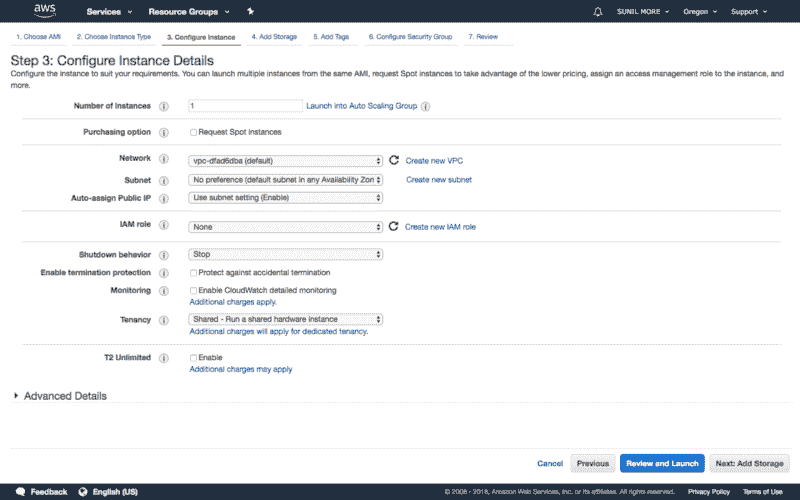 aws Services Resource Groups SUNIL MORE Oregon Support
1. Choose AMI 2. Choose Instance Type 3. Configure Instance 4. Add Storage 5. Add Tags 6. Configure Security Group 7. Review
Step 3: Configure Instance Details
Configure the instance to suit your requirements. You can launch multiple instances from the same AMI, request Spot instances to take advantage of the lower pricing, assign an access management role to the instance, and
more.
Number of instances 1 Launch into Auto Scaling Group
Purchasing option Request Spot instances
Network vpc-dfad6dba (default) Create new VPC
Subnet No preference (default subnet in any Availability Zon Create new subnet
Auto-assign Public IP Use subnet setting (Enable)
IAM role None Create new IAM role
Shutdown behavior Stop
Enable termination protection Protect against accidental termination
Monitoring Enable CloudWatch detailed monitoring
Additional charges apply.
Tenancy Shared - Run a shared hardware instance
Additional charges will apply for dedicated tenancy.
T2 Unlimited Enable
Additional charges may apply
Advanced Details
Cancel Previous Review and Launch Next: Add Storage
Feedback English (US) © 2008 - 2018, Amazon Web Services, Inc. or its affiliates. All rights reserved. Privacy Policy Terms of Use